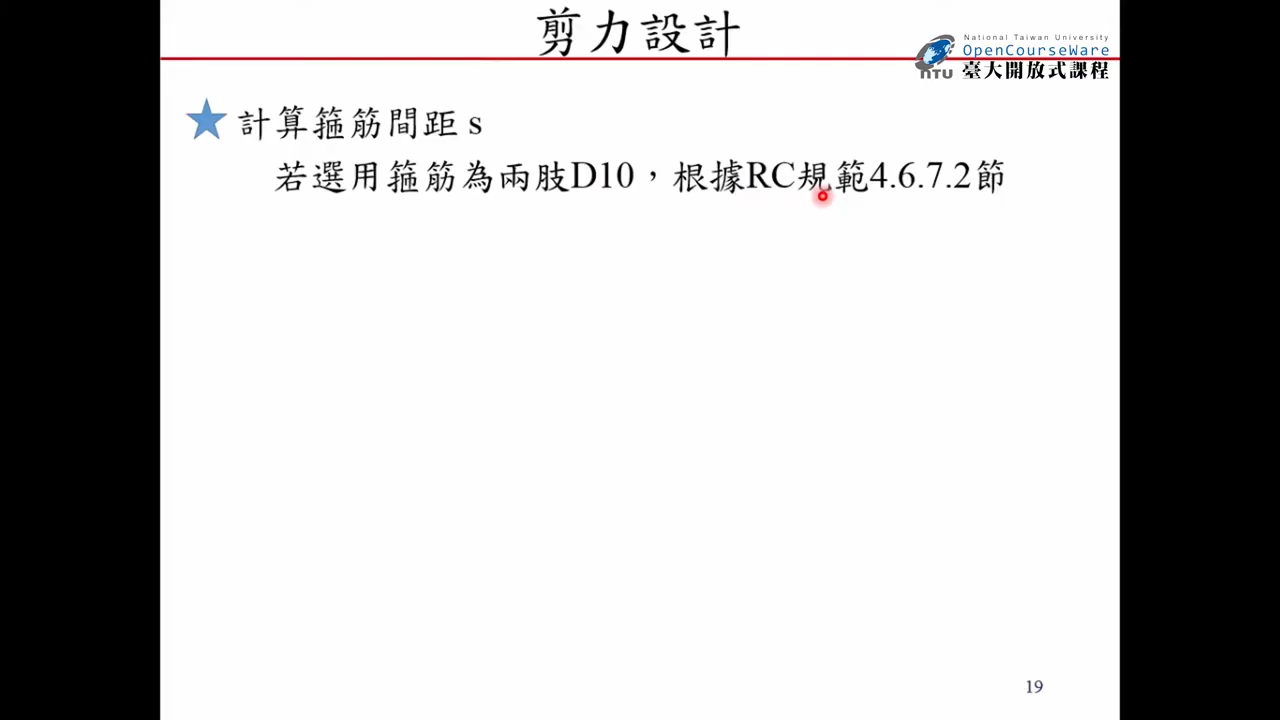 剪力設計
National Taiwan University
OpenCourseWare
NTU 臺大開放式課程
計算箍筋間距 s
若選用箍筋為兩肢D10，根據RC規範4.6.7.2節
19